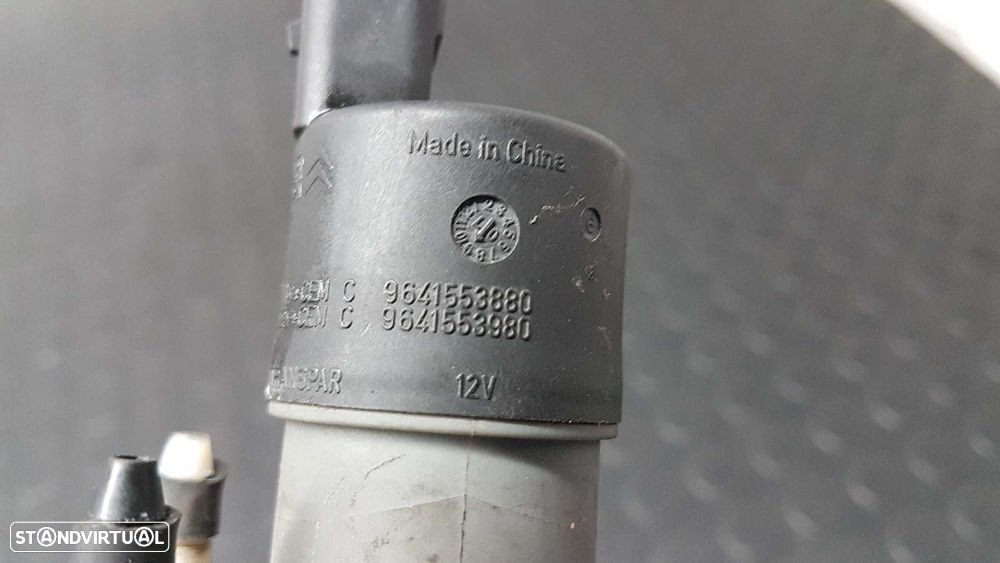 Made in China
C 9641553880
C 9641553980
12V
STANDVIRTUAL